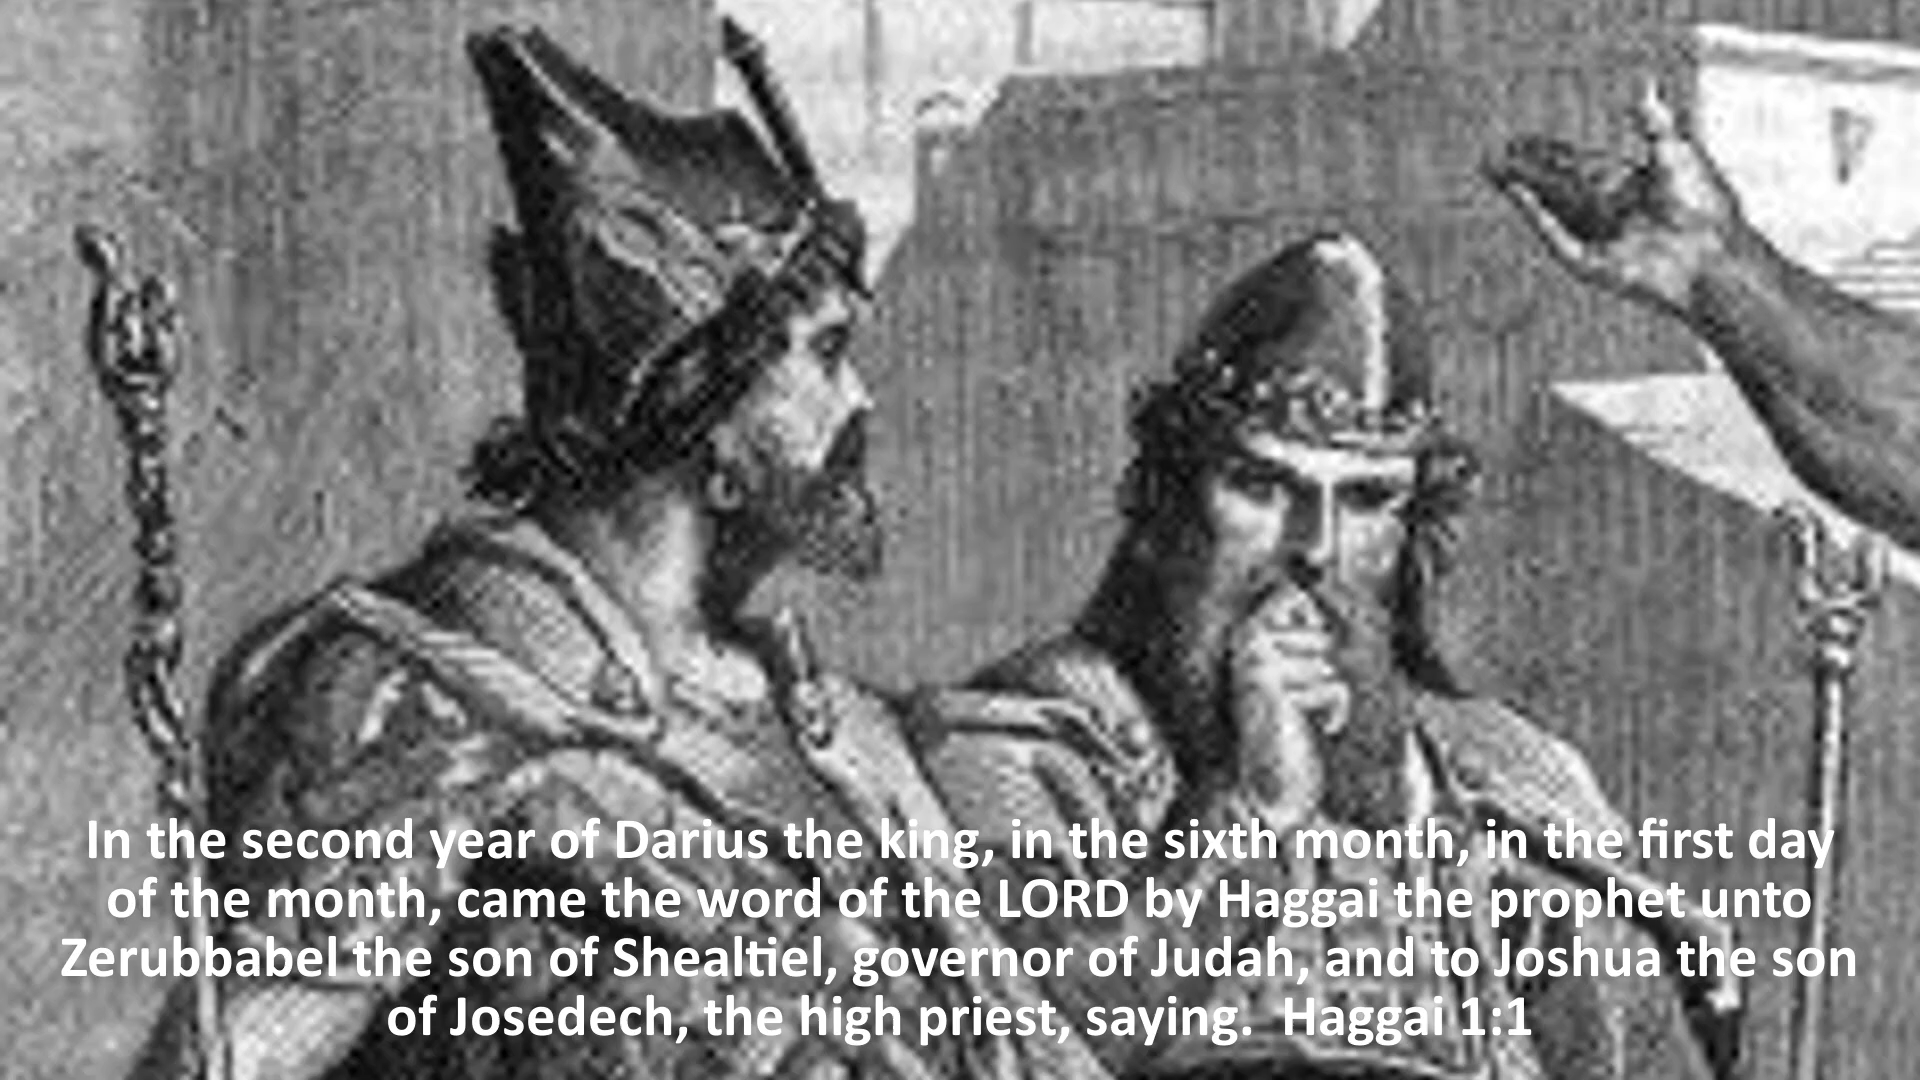 In the second year of Darius the king, in the sixth month, in the first day
of the month, came the word of the LORD by Haggai the prophet unto
Zerubbabel the son of Shealtiel, governor of Judah, and to Joshua the son
of Josedech, the high priest, saying.  Haggai 1:1